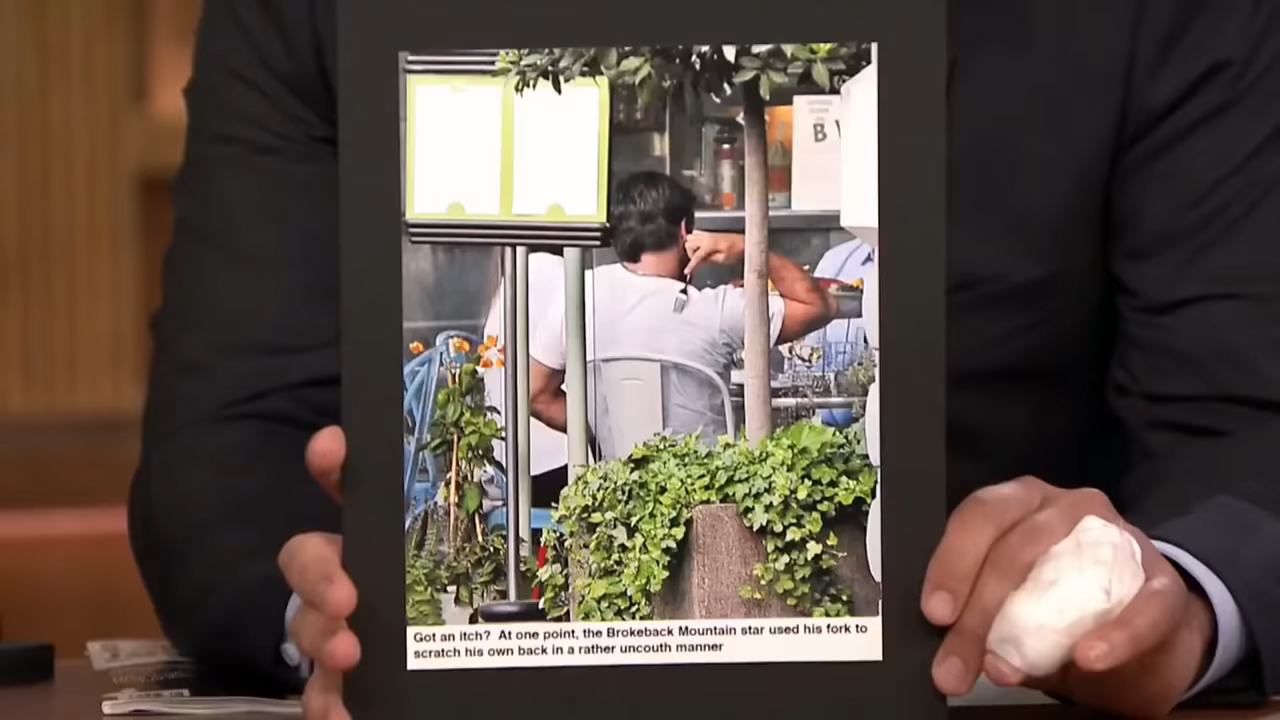 B
Got an itch?  At one point, the Brokeback Mountain star used his fork to
scratch his own back in a rather uncouth manner